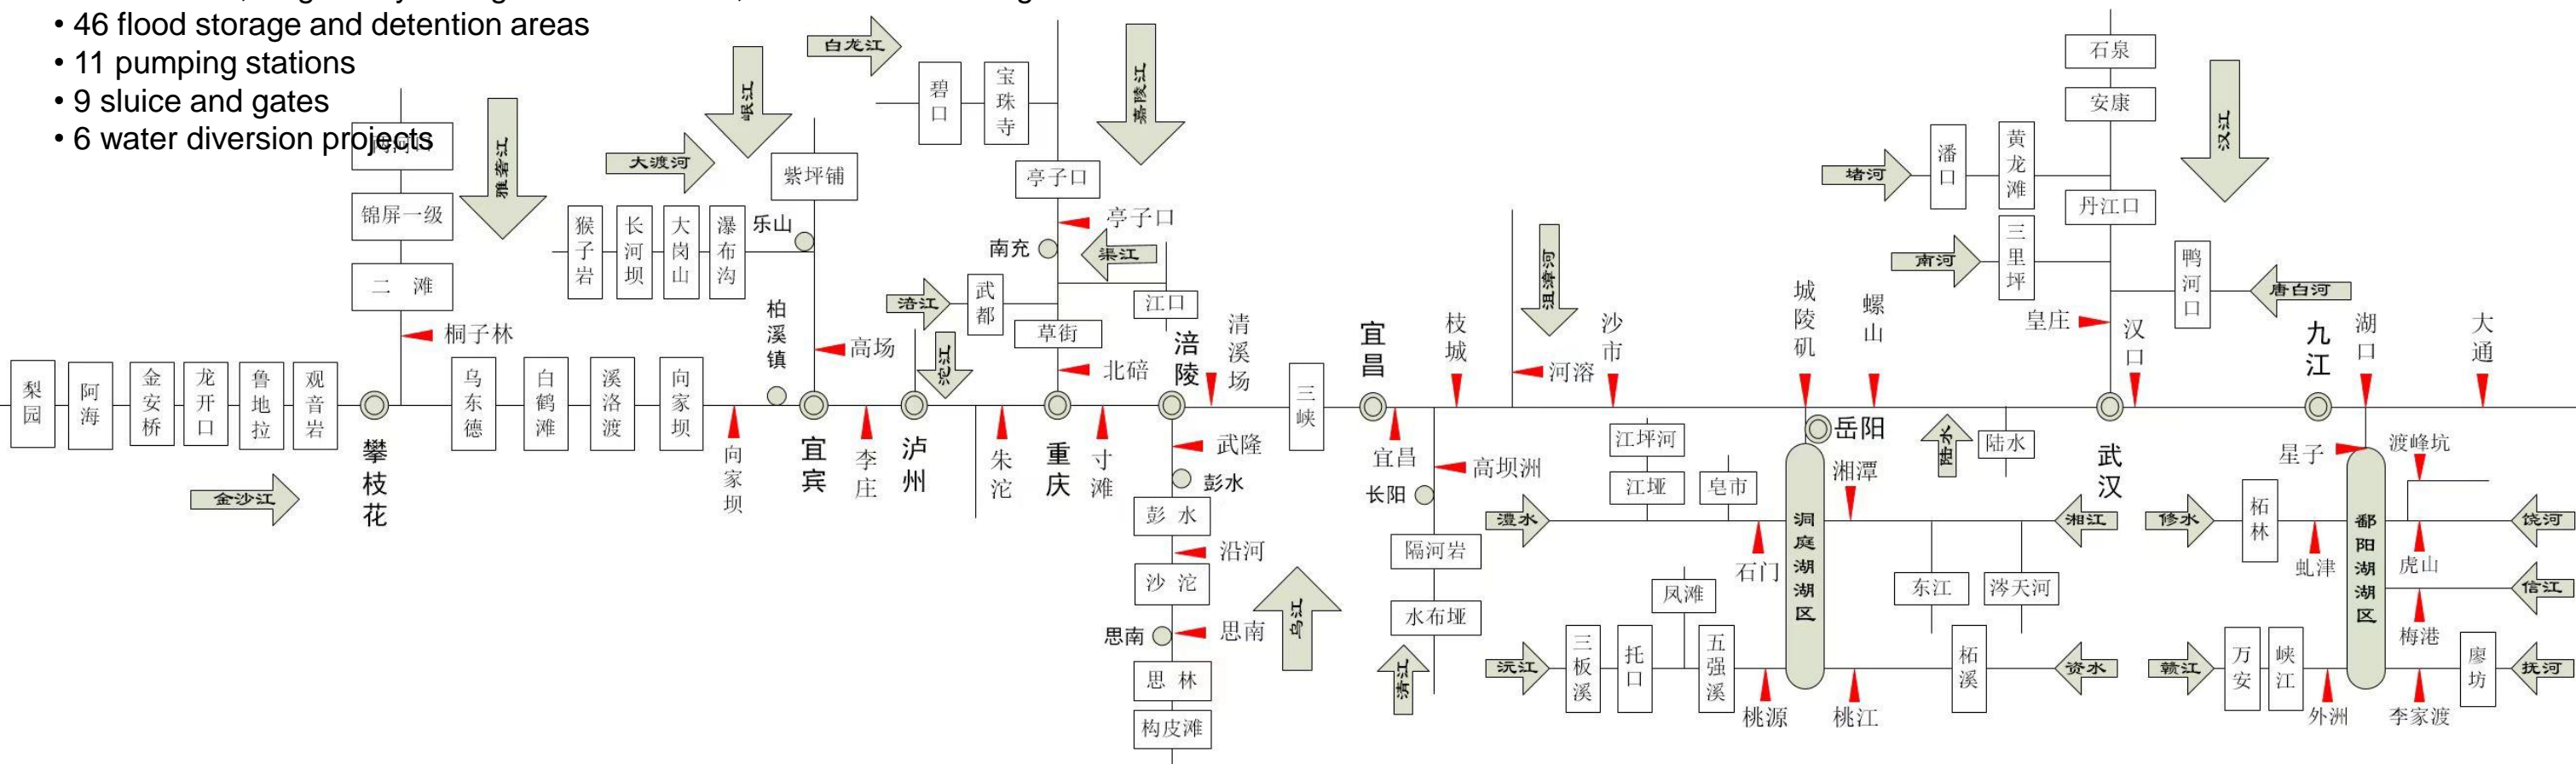 • 46 flood storage and detention areas
• 11 pumping stations
• 9 sluice and gates
• 6 water diversion projects
雅砻江
锦屏一级
二 滩
桐子林
大渡河
岷江
紫坪铺
乐山
猴子岩
长河坝
大岗山
瀑布沟
柏溪镇
高场
白龙江
碧口
宝珠寺
嘉陵江
亭子口
亭子口
南充
渠江
江口
涪江
武都
草街
沱江
北碚
涪陵
清溪场
梨园
阿海
金安桥
龙开口
鲁地拉
观音岩
金沙江
攀枝花
乌东德
白鹤滩
溪洛渡
向家坝
向家坝
宜宾
李庄
泸州
朱沱
重庆
寸滩
武隆
彭水
彭 水
沿河
沙 沱
思南
思南
思 林
构皮滩
乌江
三峡
宜昌
宜昌
枝城
沮漳河
河容
沙市
高坝洲
长阳
隔河岩
水布垭
清江
城陵矶
螺山
岳阳
江坪河
江垭
皂市
澧水
石门
洞庭湖湖区
湘潭
湘江
东江
涔天河
凤滩
沅江
三板溪
托口
五强溪
桃源
桃江
柘溪
资水
陆水
陆水
石泉
安康
汉江
堵河
潘口
黄龙滩
丹江口
南河
三里坪
鸭河口
唐白河
皇庄
汉口
武汉
九江
湖口
大通
星子
渡峰坑
修水
柘林
虬津
鄱阳湖湖区
虎山
饶河
信江
梅港
赣江
万安
峡江
外洲
李家渡
廖坊
抚河